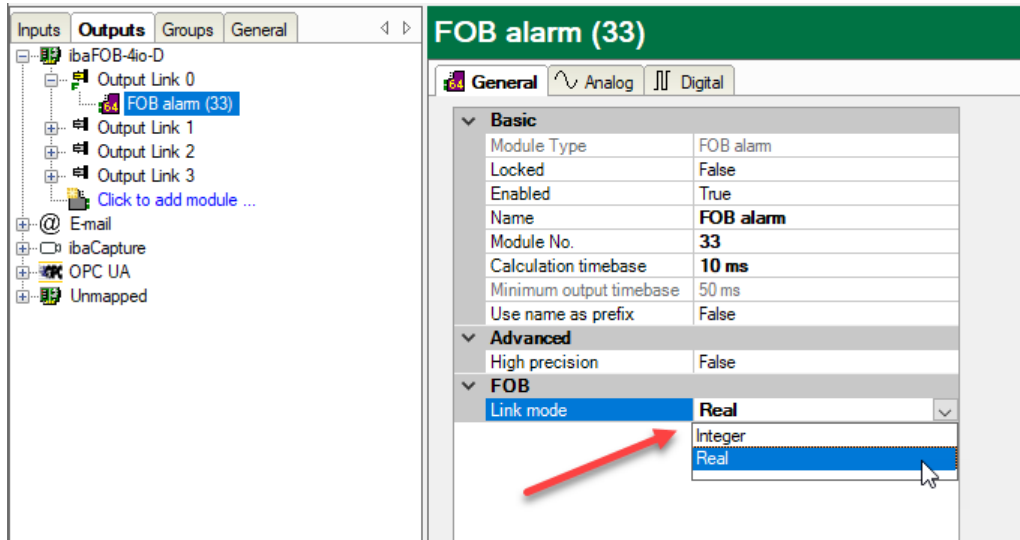 Inputs Outputs Groups General
ibaFOB-4io-D
Output Link 0
64 FOB alarm (33)
Output Link 1
Output Link 2
Output Link 3
Click to add module ...
@ E-mail
ibaCapture
OPC UA
Unmapped
FOB alarm (33)
64 General Analog Digital
Basic
Module Type FOB alarm
Locked False
Enabled True
Name FOB alarm
Module No. 33
Calculation timebase 10 ms
Minimum output timebase 50 ms
Use name as prefix False
Advanced
High precision False
FOB
Link mode Real
Integer
Real